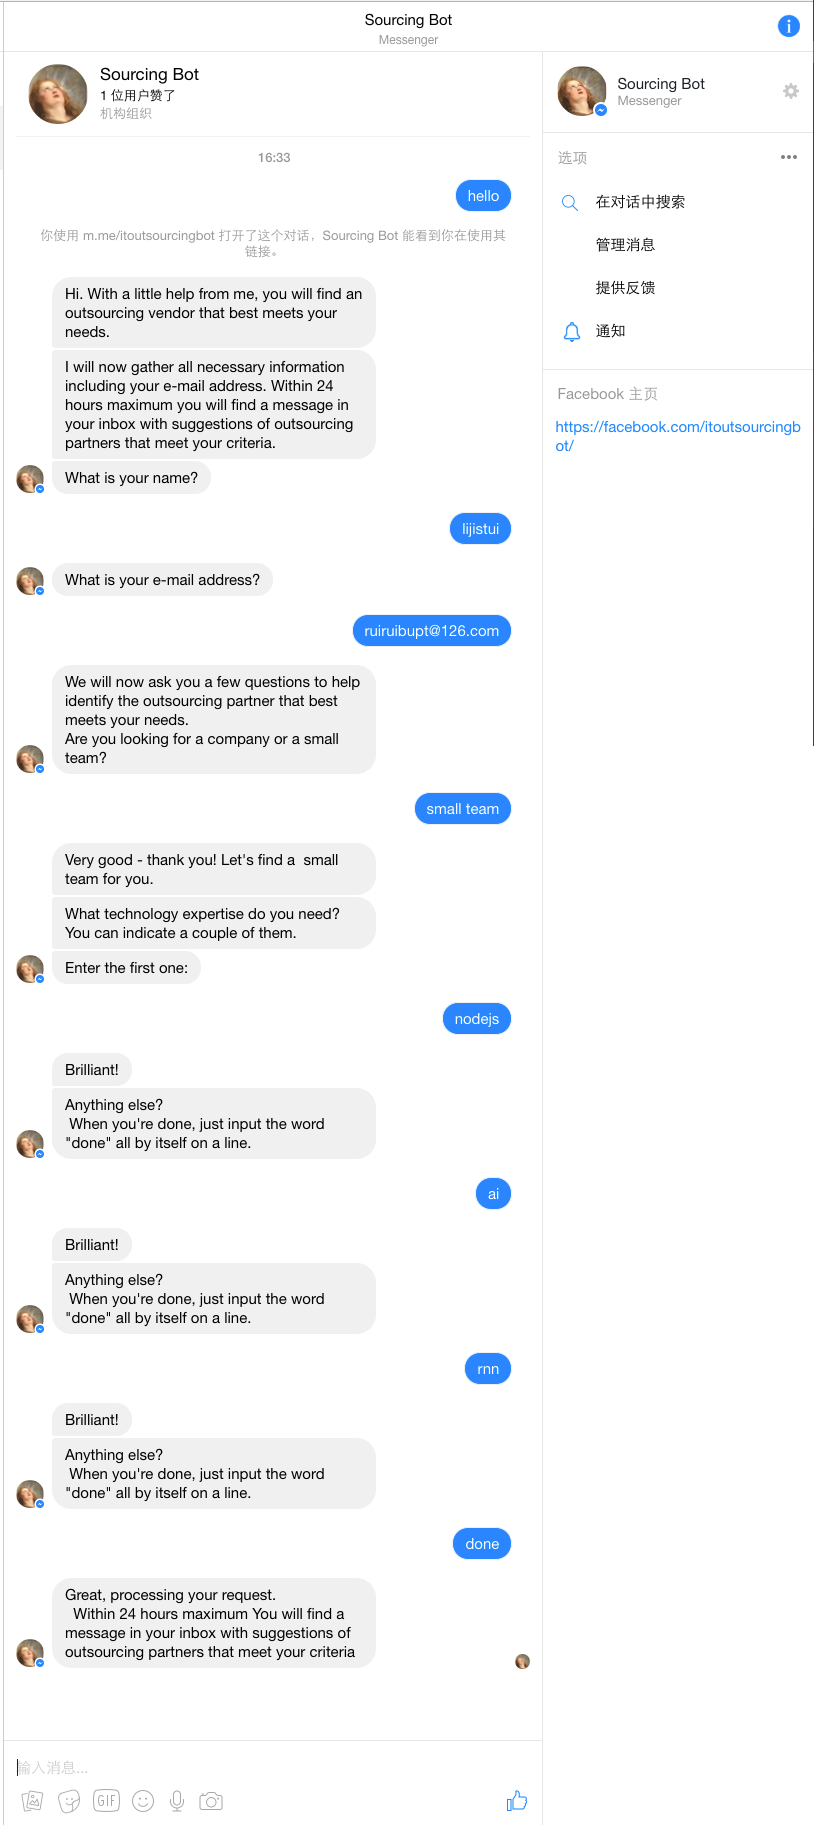 Sourcing Bot
Messenger
Sourcing Bot
1 位用户赞了
机构组织
16:33
hello
你使用 m.me/itoutsourcingbot 打开了这个对话，Sourcing Bot 能看到你在使用其
链接。
Hi. With a little help from me, you will find an
outsourcing vendor that best meets your
needs.
I will now gather all necessary information
including your e-mail address. Within 24
hours maximum you will find a message in
your inbox with suggestions of outsourcing
partners that meet your criteria.
What is your name?
lijistui
What is your e-mail address?
ruiruibupt@126.com
We will now ask you a few questions to help
identify the outsourcing partner that best
meets your needs.
Are you looking for a company or a small
team?
small team
Very good - thank you! Let's find a  small
team for you.
What technology expertise do you need?
You can indicate a couple of them.
Enter the first one:
nodejs
Brilliant!
Anything else?
When you're done, just input the word
"done" all by itself on a line.
ai
Brilliant!
Anything else?
When you're done, just input the word
"done" all by itself on a line.
rnn
Brilliant!
Anything else?
When you're done, just input the word
"done" all by itself on a line.
done
Great, processing your request.
Within 24 hours maximum You will find a
message in your inbox with suggestions of
outsourcing partners that meet your criteria
输入消息...
GIF
Sourcing Bot
Messenger
选项
在对话中搜索
管理消息
提供反馈
通知
Facebook 主页
https://facebook.com/itoutsourcingb
ot/